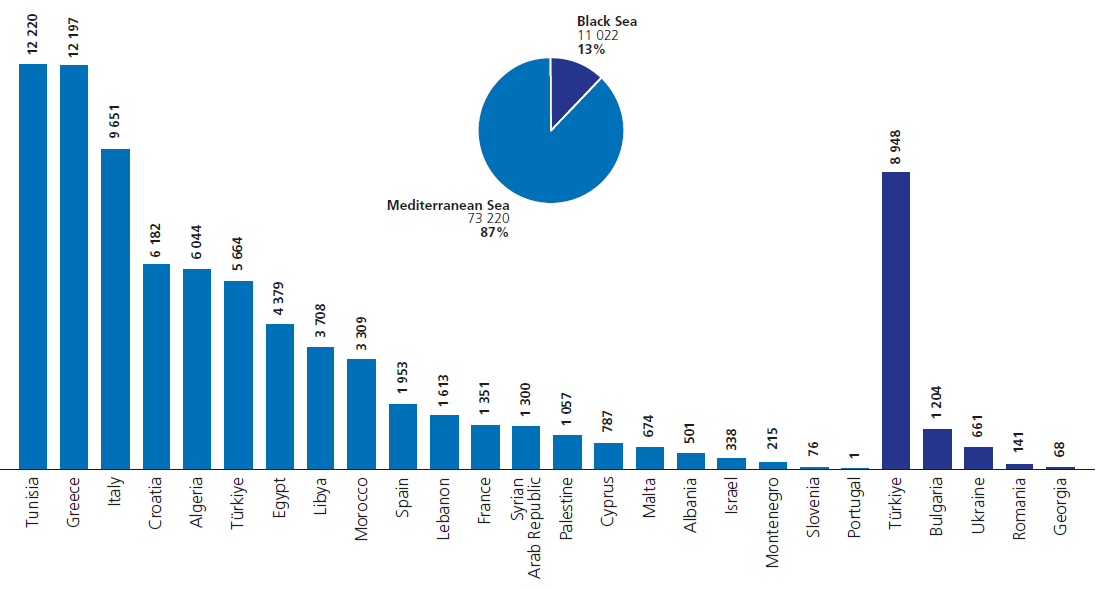 Black Sea
11 022
13%
Mediterranean Sea
73 220
87%
12 220
12 197
9 651
6 182
6 044
5 664
4 379
3 708
3 309
1 953
1 613
1 351
1 300
1 057
787
674
501
338
215
76
1
8 948
1 204
661
141
68
Tunisia
Greece
Italy
Croatia
Algeria
Türkiye
Egypt
Libya
Morocco
Spain
Lebanon
France
Syrian
Arab Republic
Palestine
Cyprus
Malta
Albania
Israel
Montenegro
Slovenia
Portugal
Türkiye
Bulgaria
Ukraine
Romania
Georgia